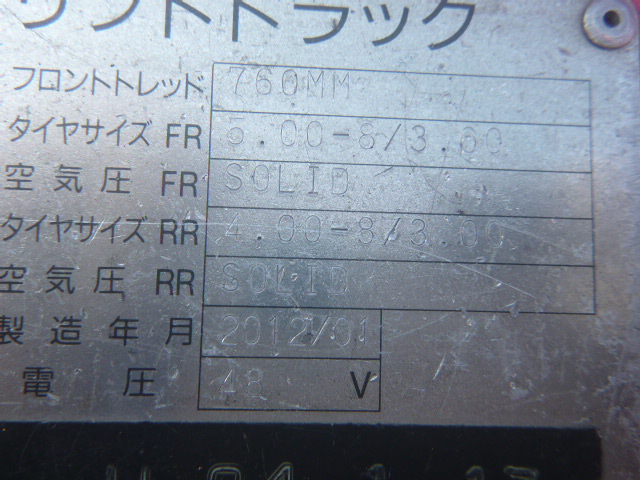 フトトラック
フロントトレッド 760MM
タイヤサイズ FR 5.00-8/3.00
空気圧 FR SOLID
タイヤサイズ RR 4.00-8/3.00
空気圧 RR SOLID
製造年月 2012/01
電圧 48 V